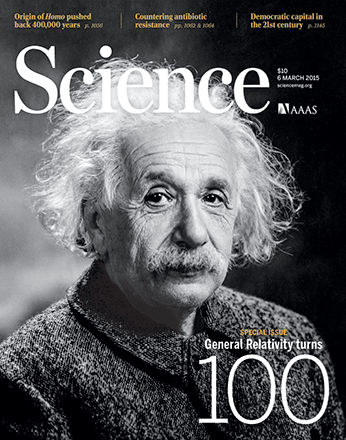 Origin of Homo pushed
back 400,000 years p. 1056
Countering antibiotic
resistance pp. 1062 & 1064
Democratic capital in
the 21st century p. 1145
Science
$10
6 MARCH 2015
sciencemag.org
AAAS
SPECIAL ISSUE
General Relativity turns
100